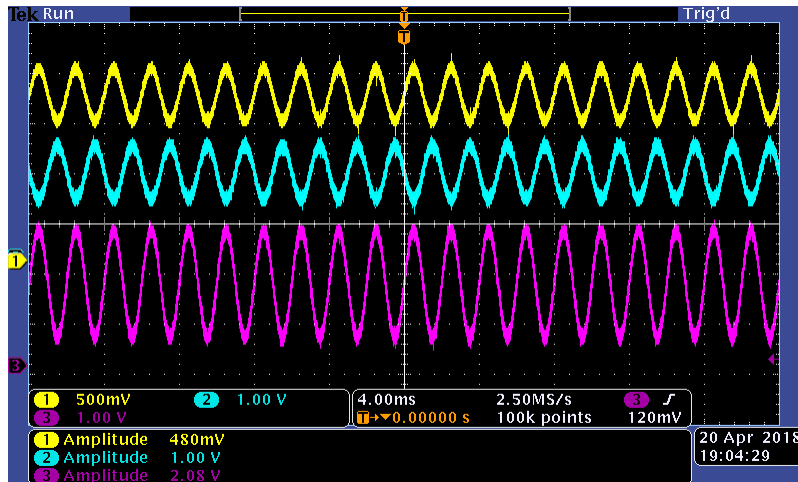 Tek Run Trig'd
T
T
1
3
1 500mV 2 1.00 V
3 1.00 V
4.00ms 2.50MS/s 3
T→▼0.00000 s 100k points 120mV
1 Amplitude 480mV
2 Amplitude 1.00 V
3 Amplitude 2.08 V
20 Apr 2018
19:04:29